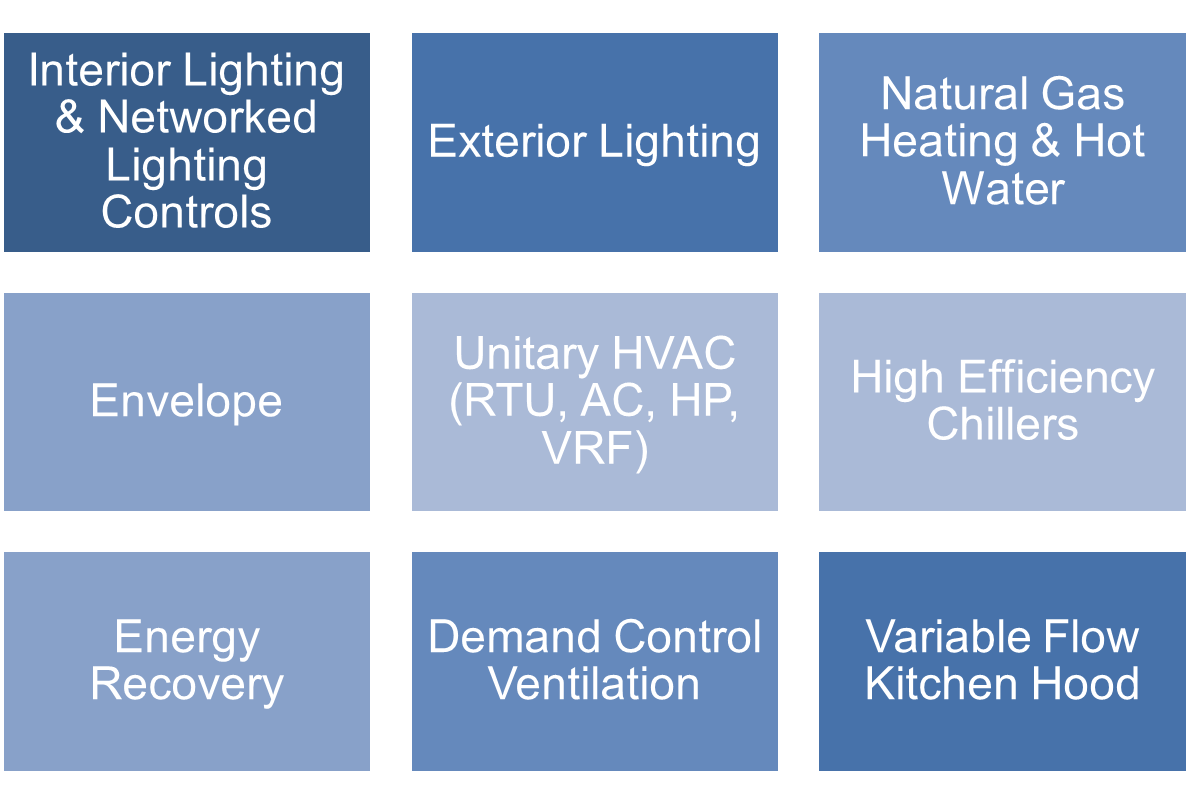 Interior Lighting
& Networked
Lighting
Controls
Exterior Lighting
Natural Gas
Heating & Hot
Water
Envelope
Unitary HVAC
(RTU, AC, HP,
VRF)
High Efficiency
Chillers
Energy
Recovery
Demand Control
Ventilation
Variable Flow
Kitchen Hood